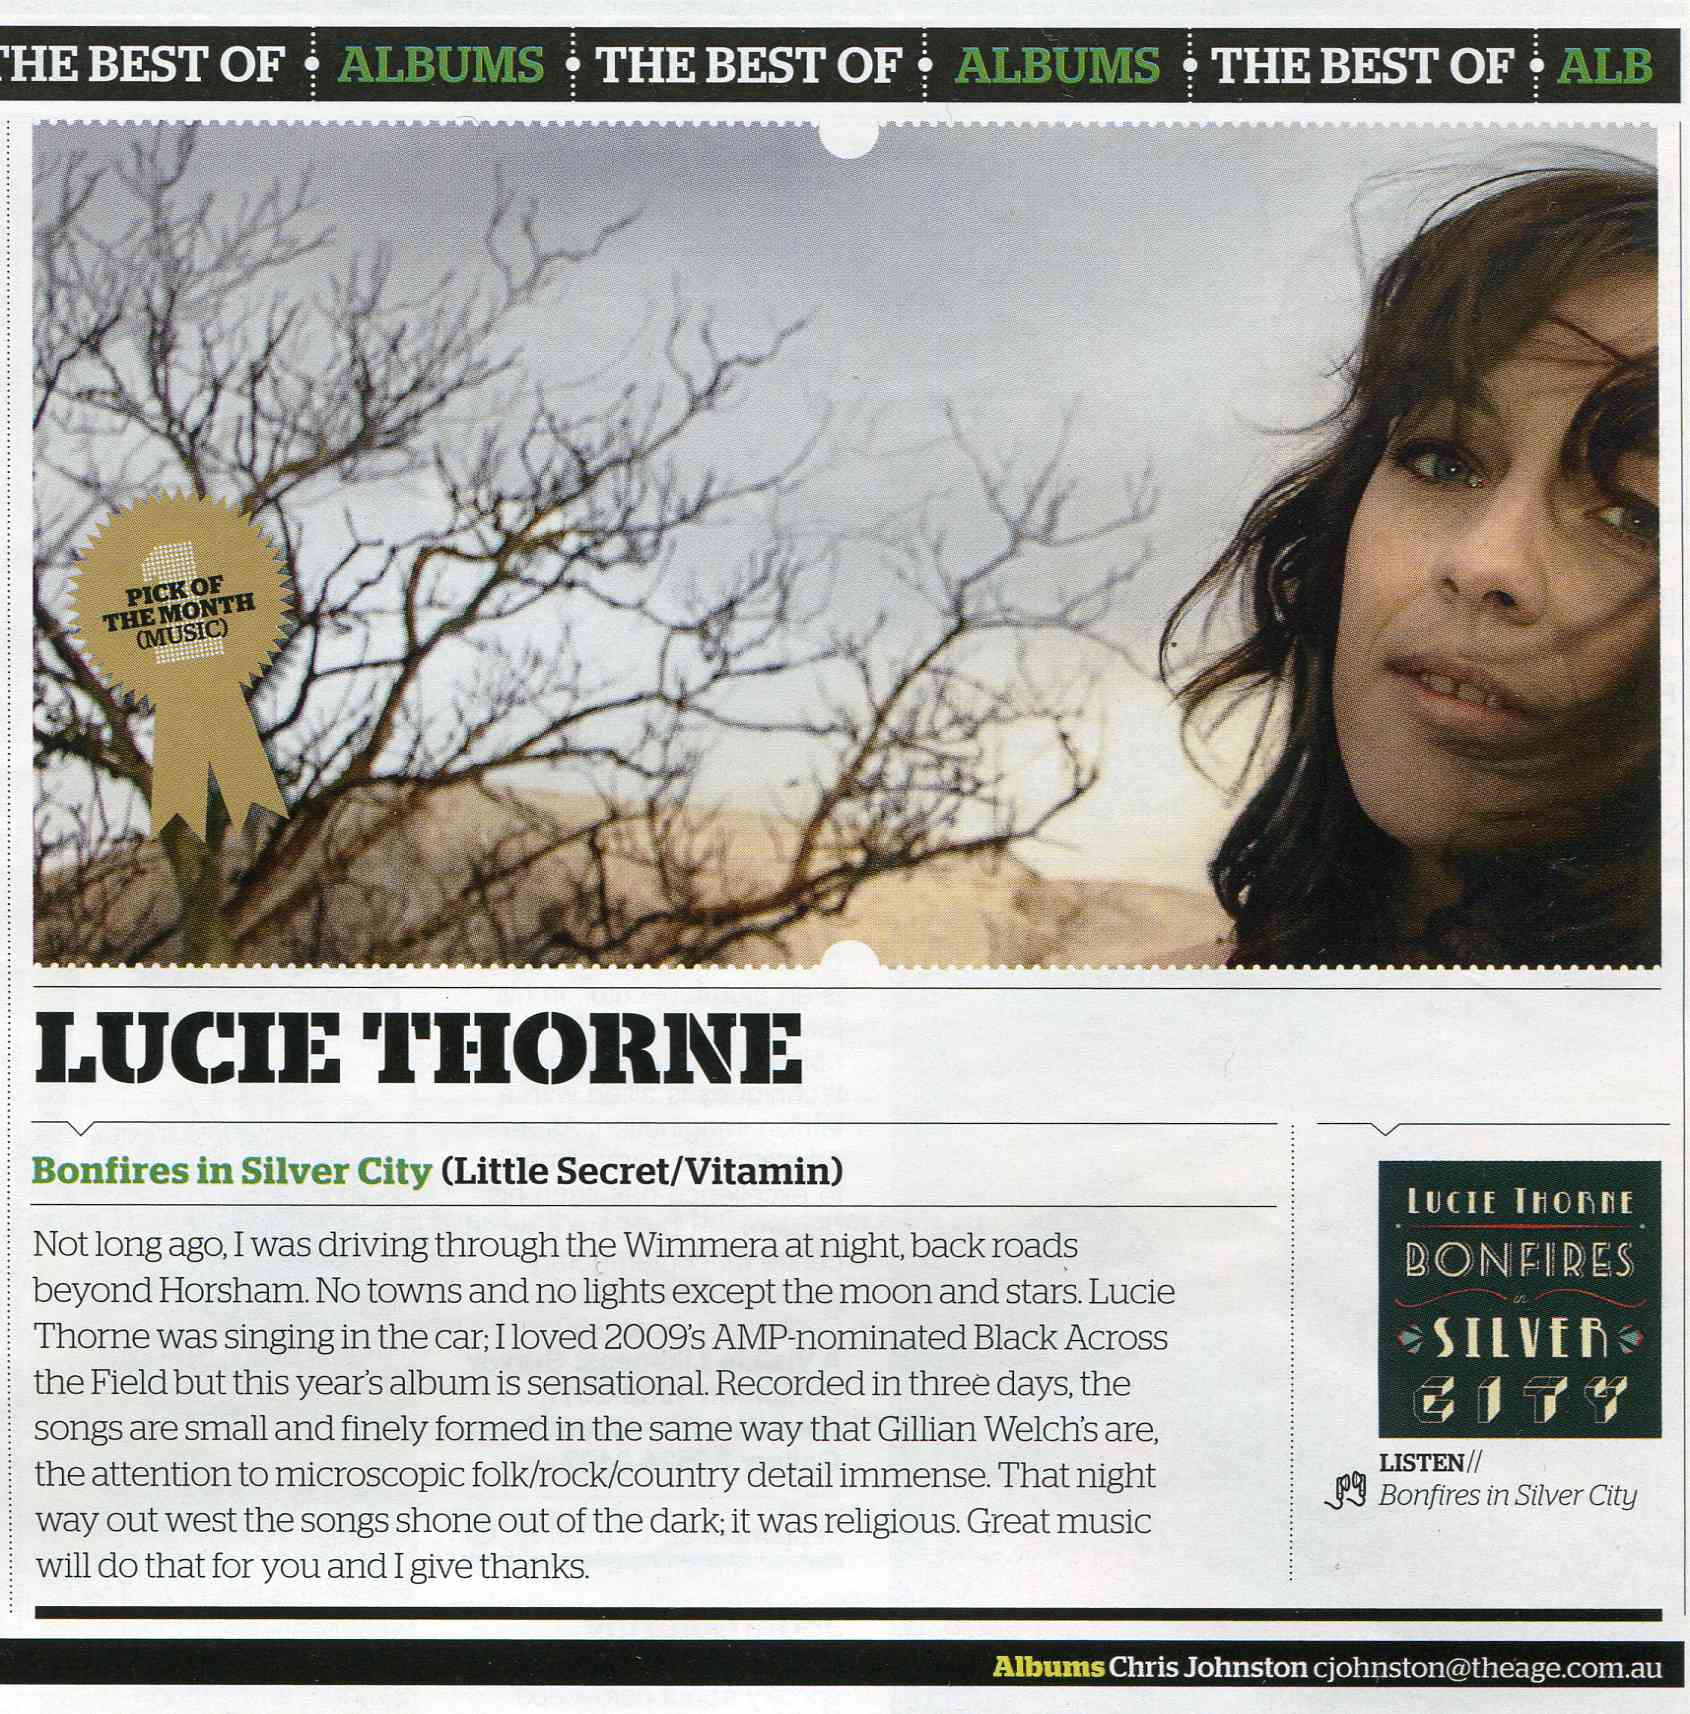 THE BEST OF • ALBUMS • THE BEST OF • ALBUMS • THE BEST OF • ALB
1
PICK OF
THE MONTH
(MUSIC)
LUCIE THORNE
Bonfires in Silver City (Little Secret/Vitamin)
Not long ago, I was driving through the Wimmera at night, back roads
beyond Horsham. No towns and no lights except the moon and stars. Lucie
Thorne was singing in the car; I loved 2009's AMP-nominated Black Across
the Field but this year's album is sensational. Recorded in three days, the
songs are small and finely formed in the same way that Gillian Welch's are,
the attention to microscopic folk/rock/country detail immense. That night
way out west the songs shone out of the dark; it was religious. Great music
will do that for you and I give thanks.
LUCIE THORNE
BONFIRES
in
SILVER
CITY
LISTEN//
Bonfires in Silver City
Albums Chris Johnston cjohnston@theage.com.au